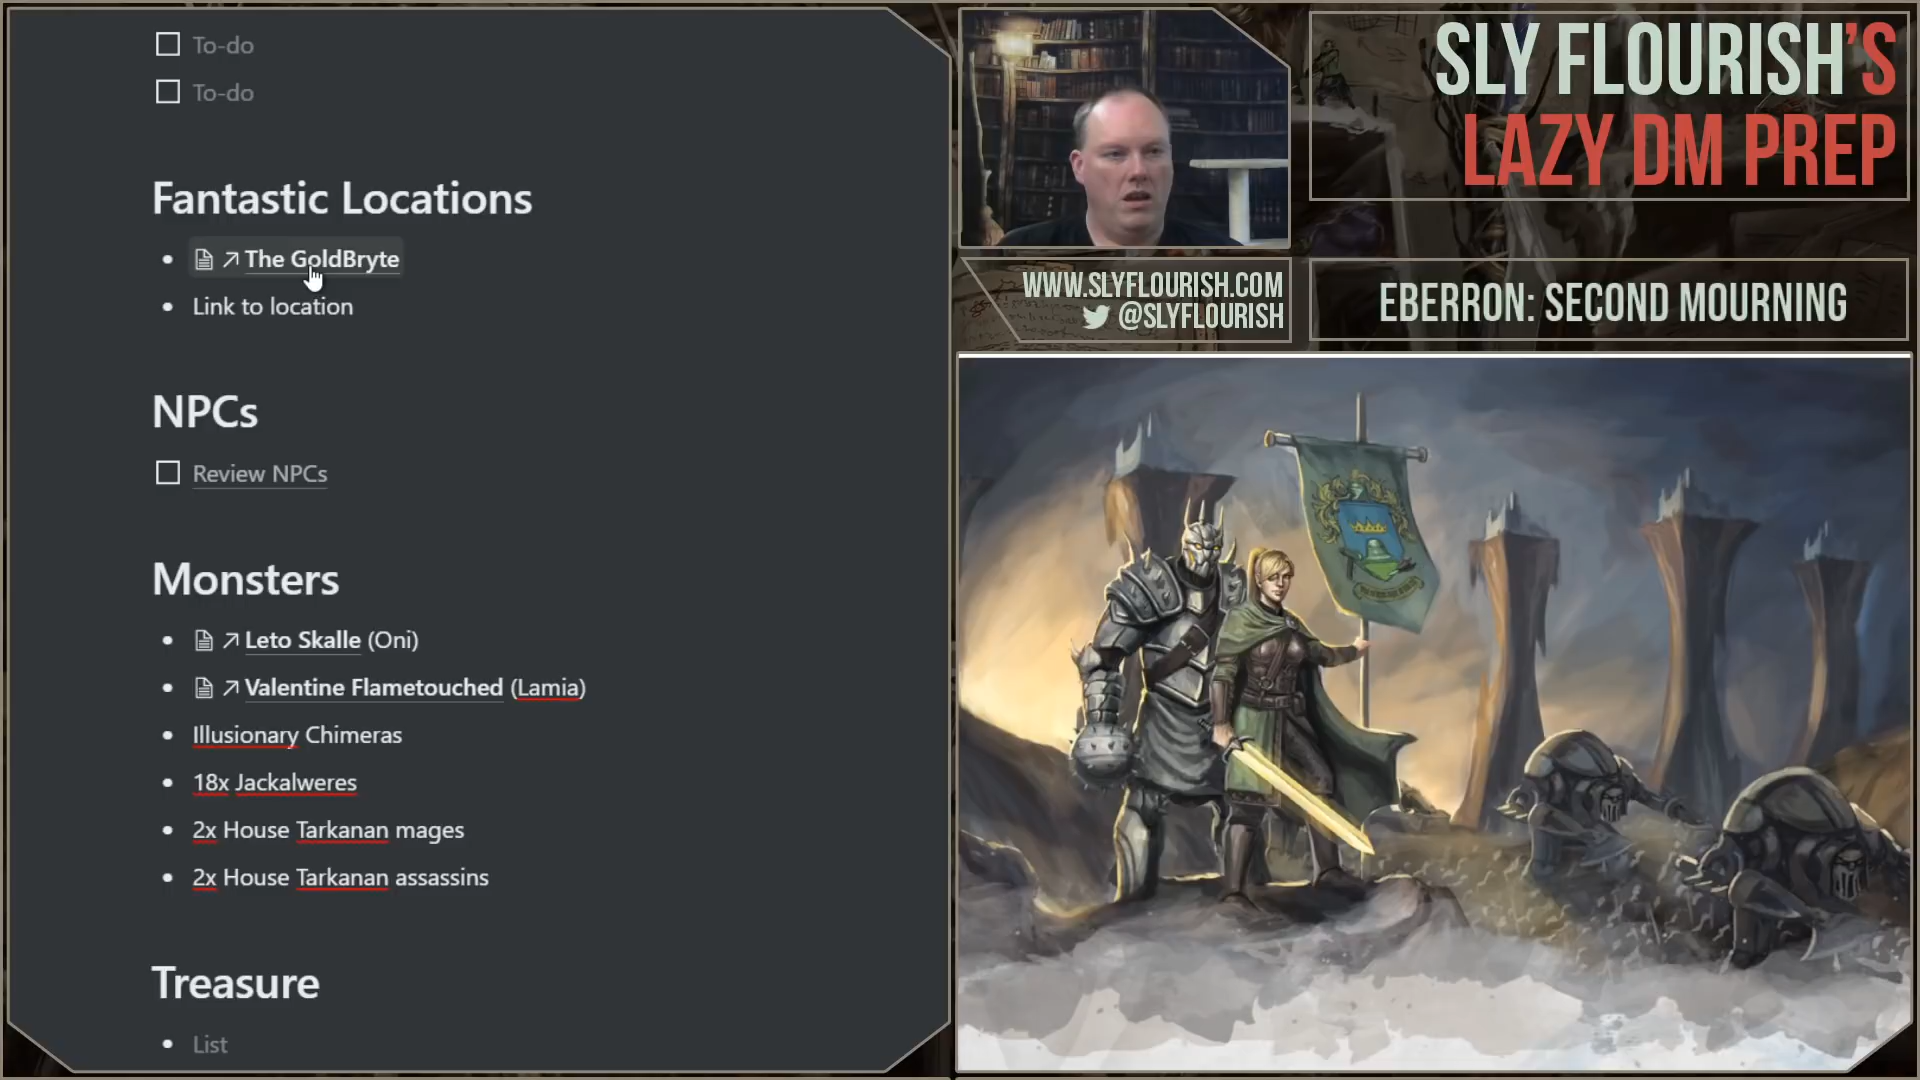 To-do
To-do
Fantastic Locations
The GoldBryte
Link to location
NPCs
Review NPCs
Monsters
Leto Skalle (Oni)
Valentine Flametouched (Lamia)
Illusionary Chimeras
18x Jackalweres
2x House Tarkanan mages
2x House Tarkanan assassins
Treasure
List
SLY FLOURISH'S
LAZY DM PREP
WWW.SLYFLOURISH.COM
@SLYFLOURISH
EBERRON: SECOND MOURNING